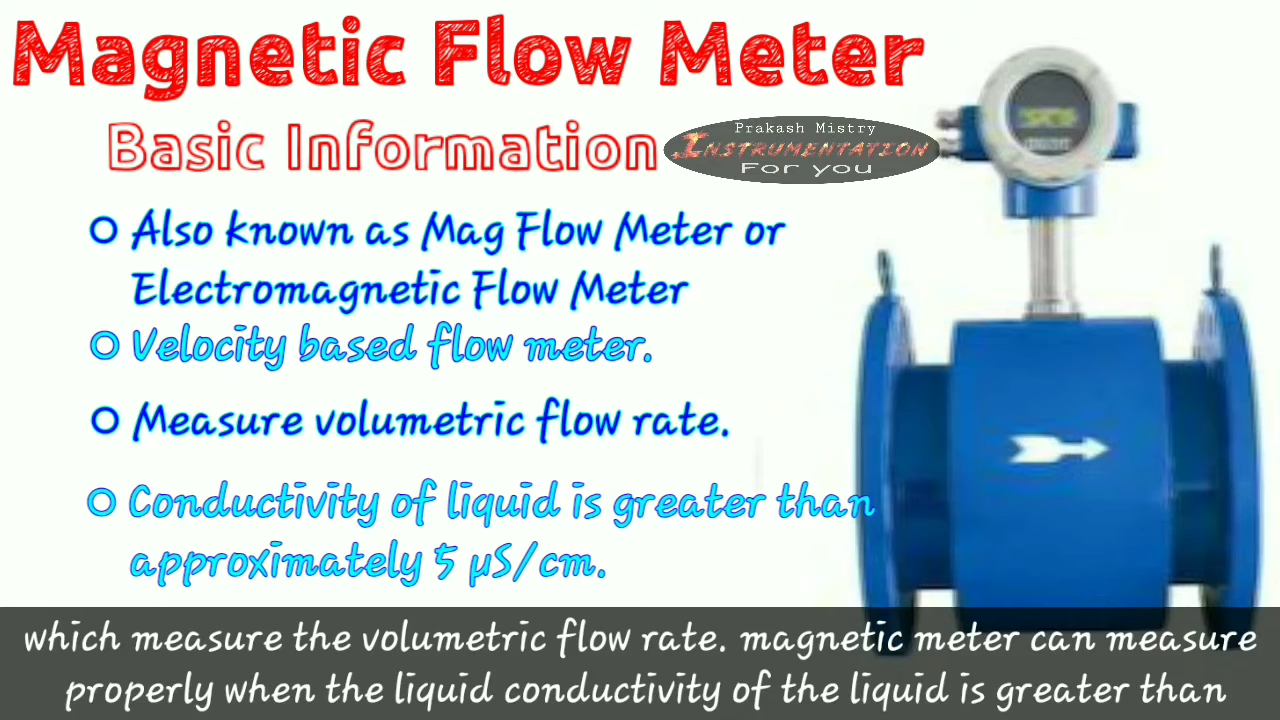 Magnetic Flow Meter
Basic Information
Prakash Mistry
INSTRUMENTATION
For you
Also known as Mag Flow Meter or
Electromagnetic Flow Meter
Velocity based flow meter.
Measure volumetric flow rate.
Conductivity of liquid is greater than
approximately 5 µS/cm.
which measure the volumetric flow rate. magnetic meter can measure
properly when the liquid conductivity of the liquid is greater than